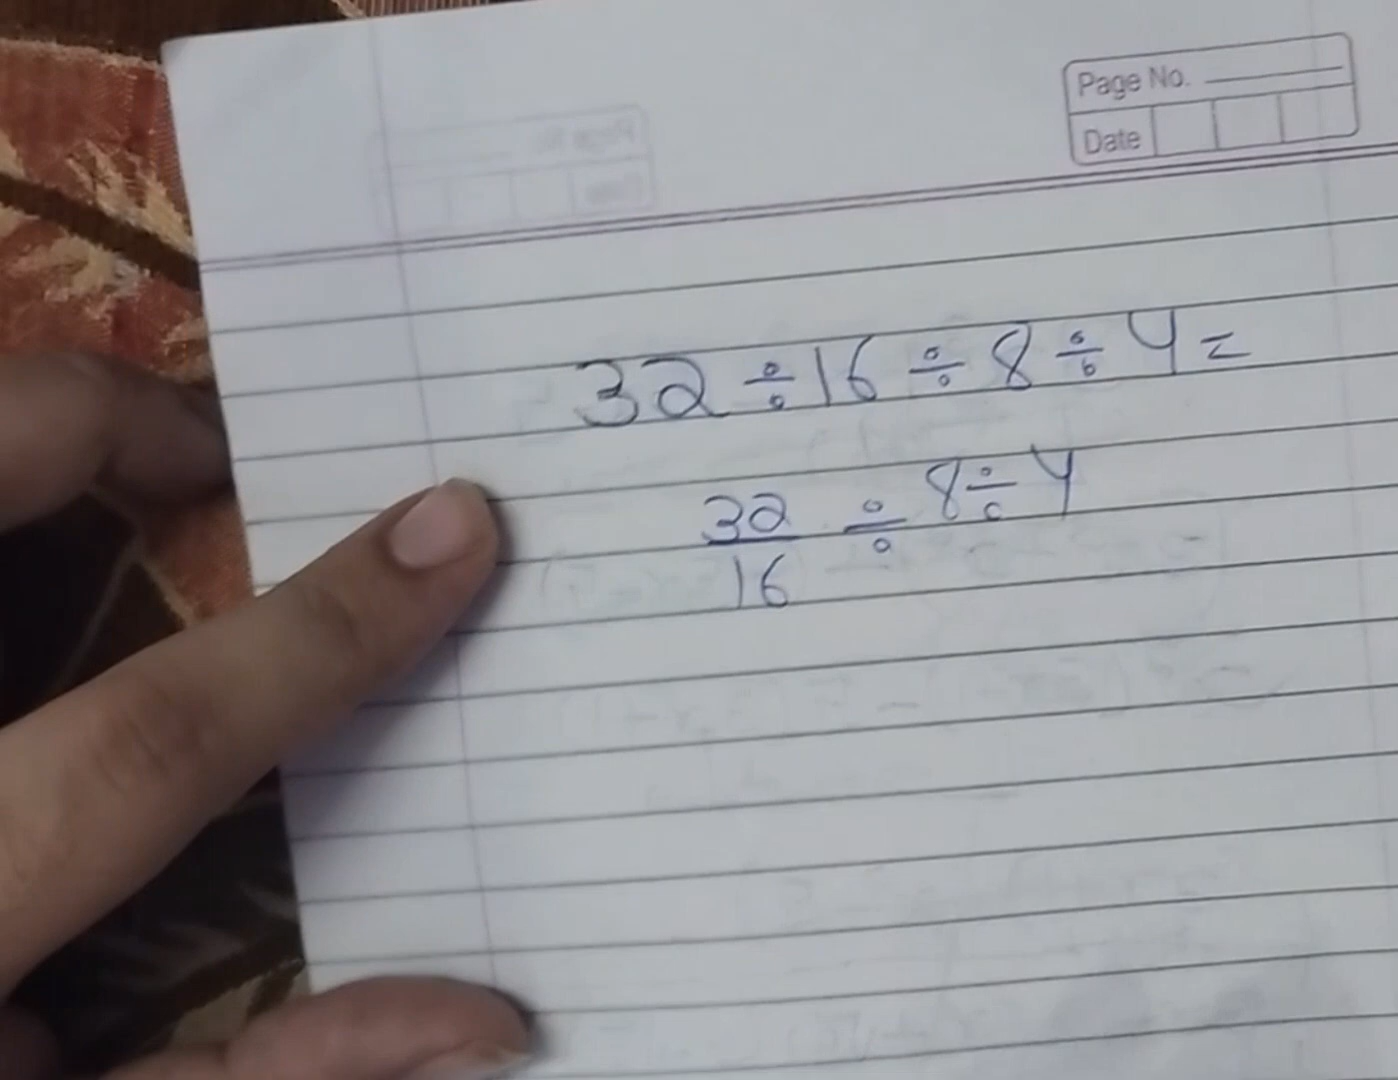 Page No.
Date
32 ÷ 16 ÷ 8 ÷ 4 =
32/16 ÷ 8 ÷ 4